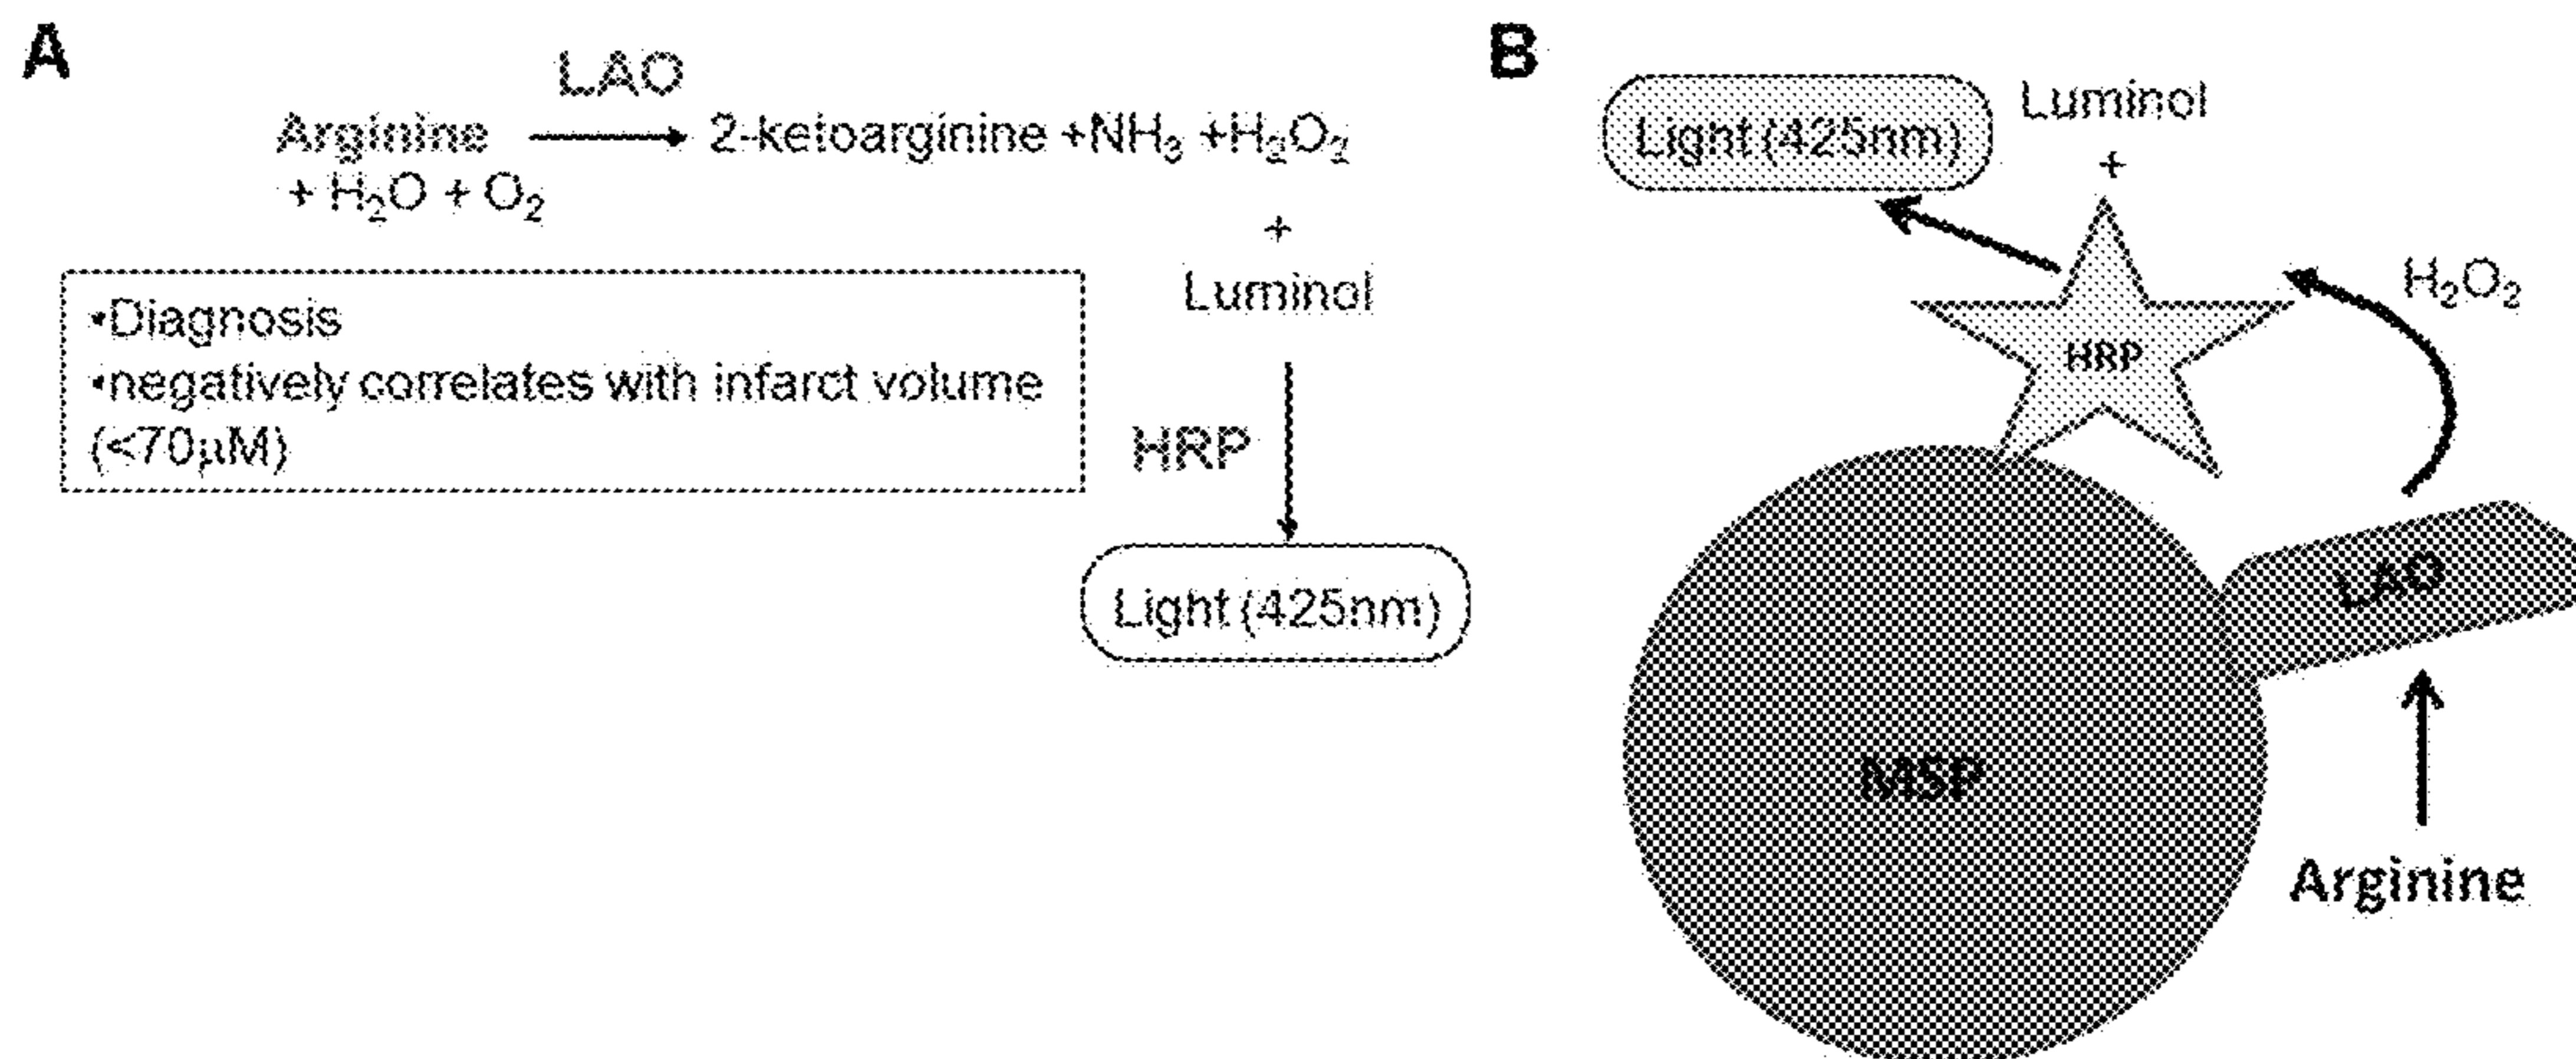 A
LAO
Arginine → 2-ketoarginine +NH₃ +H₂O₂
+ H₂O + O₂
+
Luminol
•Diagnosis
•negatively correlates with infarct volume
(<70µM)
HRP
Light (425nm)
B
Light (425nm)
Luminol
+
H₂O₂
HRP
LAO
MSP
Arginine